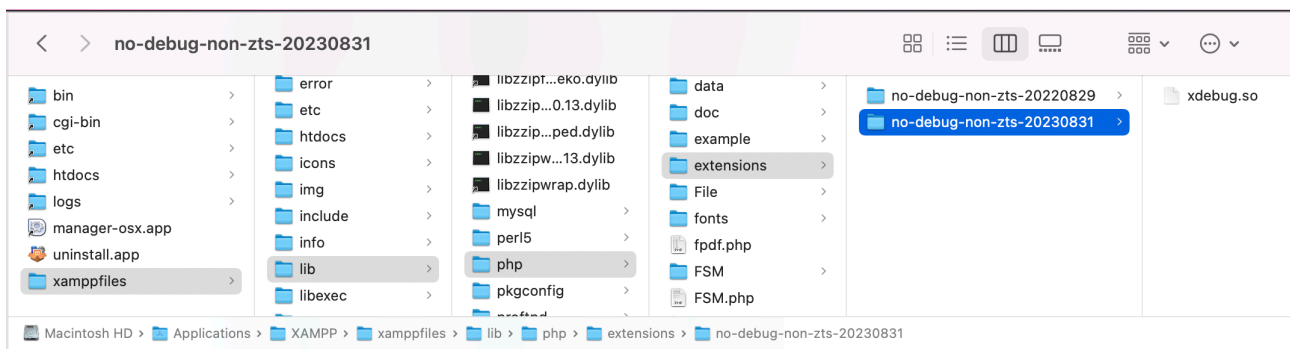 no-debug-non-zts-20230831
bin
cgi-bin
etc
htdocs
logs
manager-osx.app
uninstall.app
xamppfiles
error
etc
htdocs
icons
img
include
info
lib
libexec
libzzipf...eko.dylib
libzzip...0.13.dylib
libzzip...ped.dylib
libzzipw...13.dylib
libzzipwrap.dylib
mysql
perl5
php
pkgconfig
data
doc
example
extensions
File
fonts
fpdf.php
FSM
FSM.php
no-debug-non-zts-20220829
no-debug-non-zts-20230831
xdebug.so
Macintosh HD > Applications > XAMPP > xamppfiles > lib > php > extensions > no-debug-non-zts-20230831